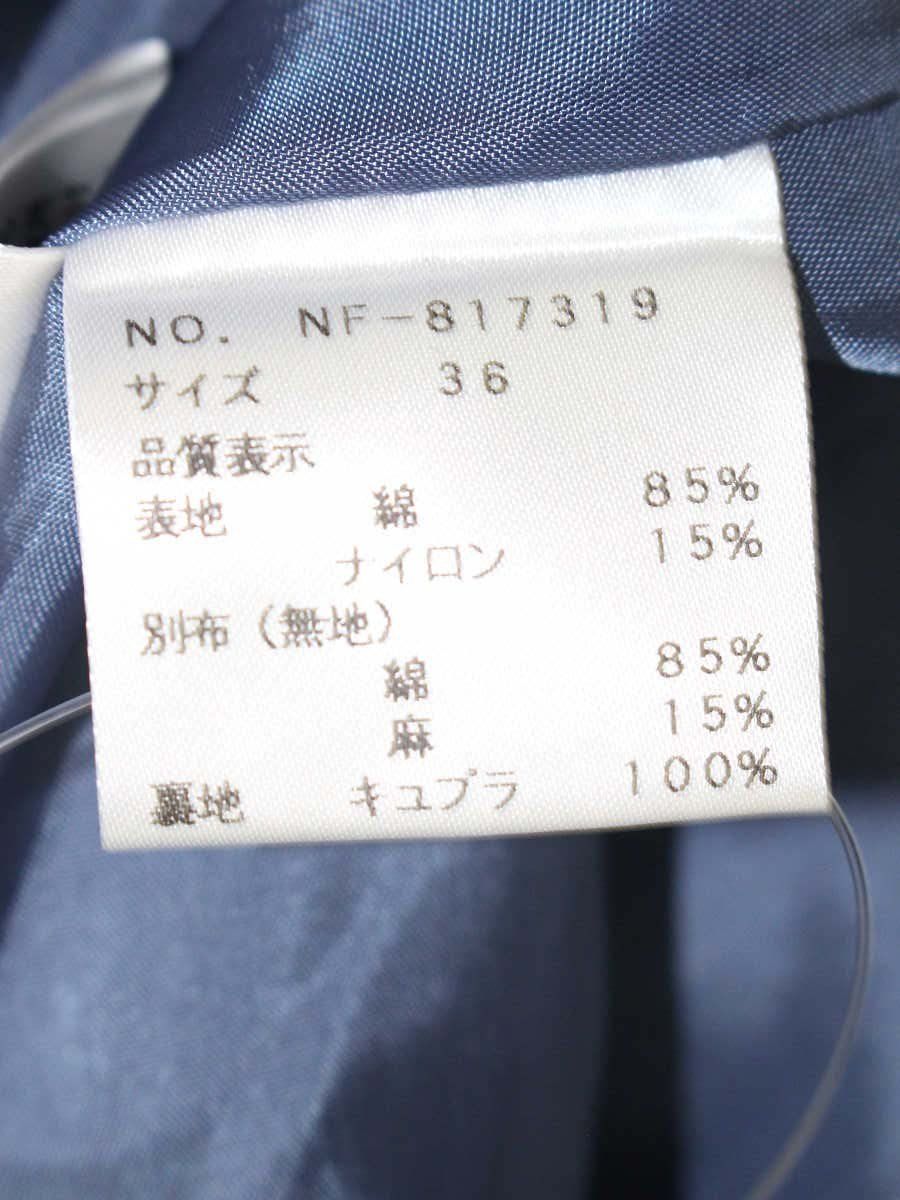 NO. NF-817319
サイズ 36
品質表示
表地 綿 85%
ナイロン 15%
別布(無地)
綿 85%
麻 15%
裏地 キュプラ 100%